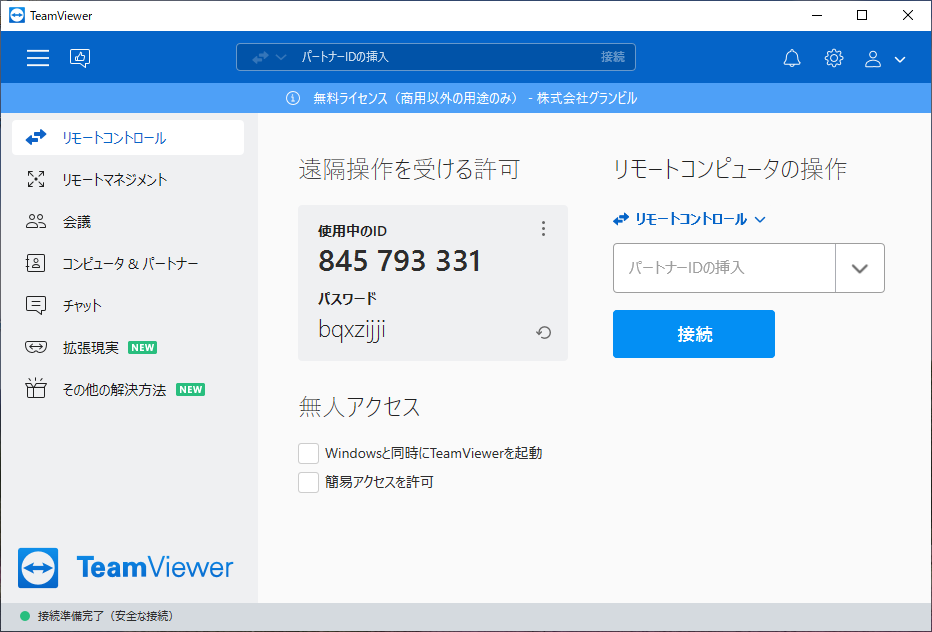 TeamViewer
パートナーIDの挿入 接続
無料ライセンス（商用以外の用途のみ） - 株式会社グランビル
リモートコントロール
リモートマネジメント
会議
コンピュータ & パートナー
チャット
拡張現実 NEW
その他の解決方法 NEW
遠隔操作を受ける許可
使用中のID
845 793 331
パスワード
bqxzijji
無人アクセス
Windowsと同時にTeamViewerを起動
簡易アクセスを許可
リモートコンピュータの操作
リモートコントロール
パートナーIDの挿入
接続
TeamViewer
接続準備完了（安全な接続）